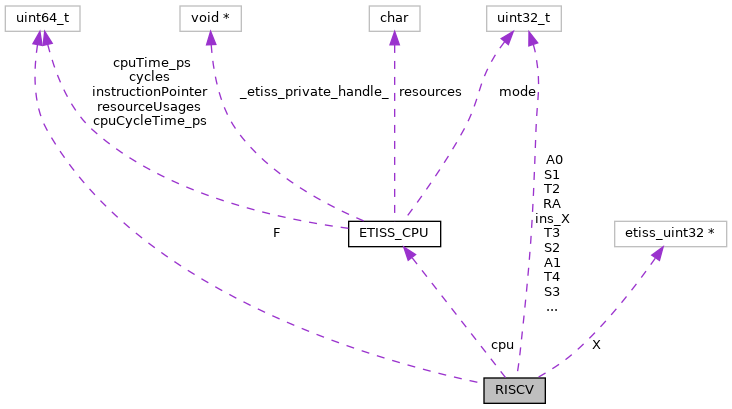 uint64_t
void *
char
uint32_t
cpuTime_ps
cycles
instructionPointer
resourceUsages
cpuCycleTime_ps
_etiss_private_handle_
resources
mode
A0
S1
T2
RA
ins_X
T3
S2
A1
T4
S3
...
F
ETISS_CPU
etiss_uint32 *
cpu
X
RISCV